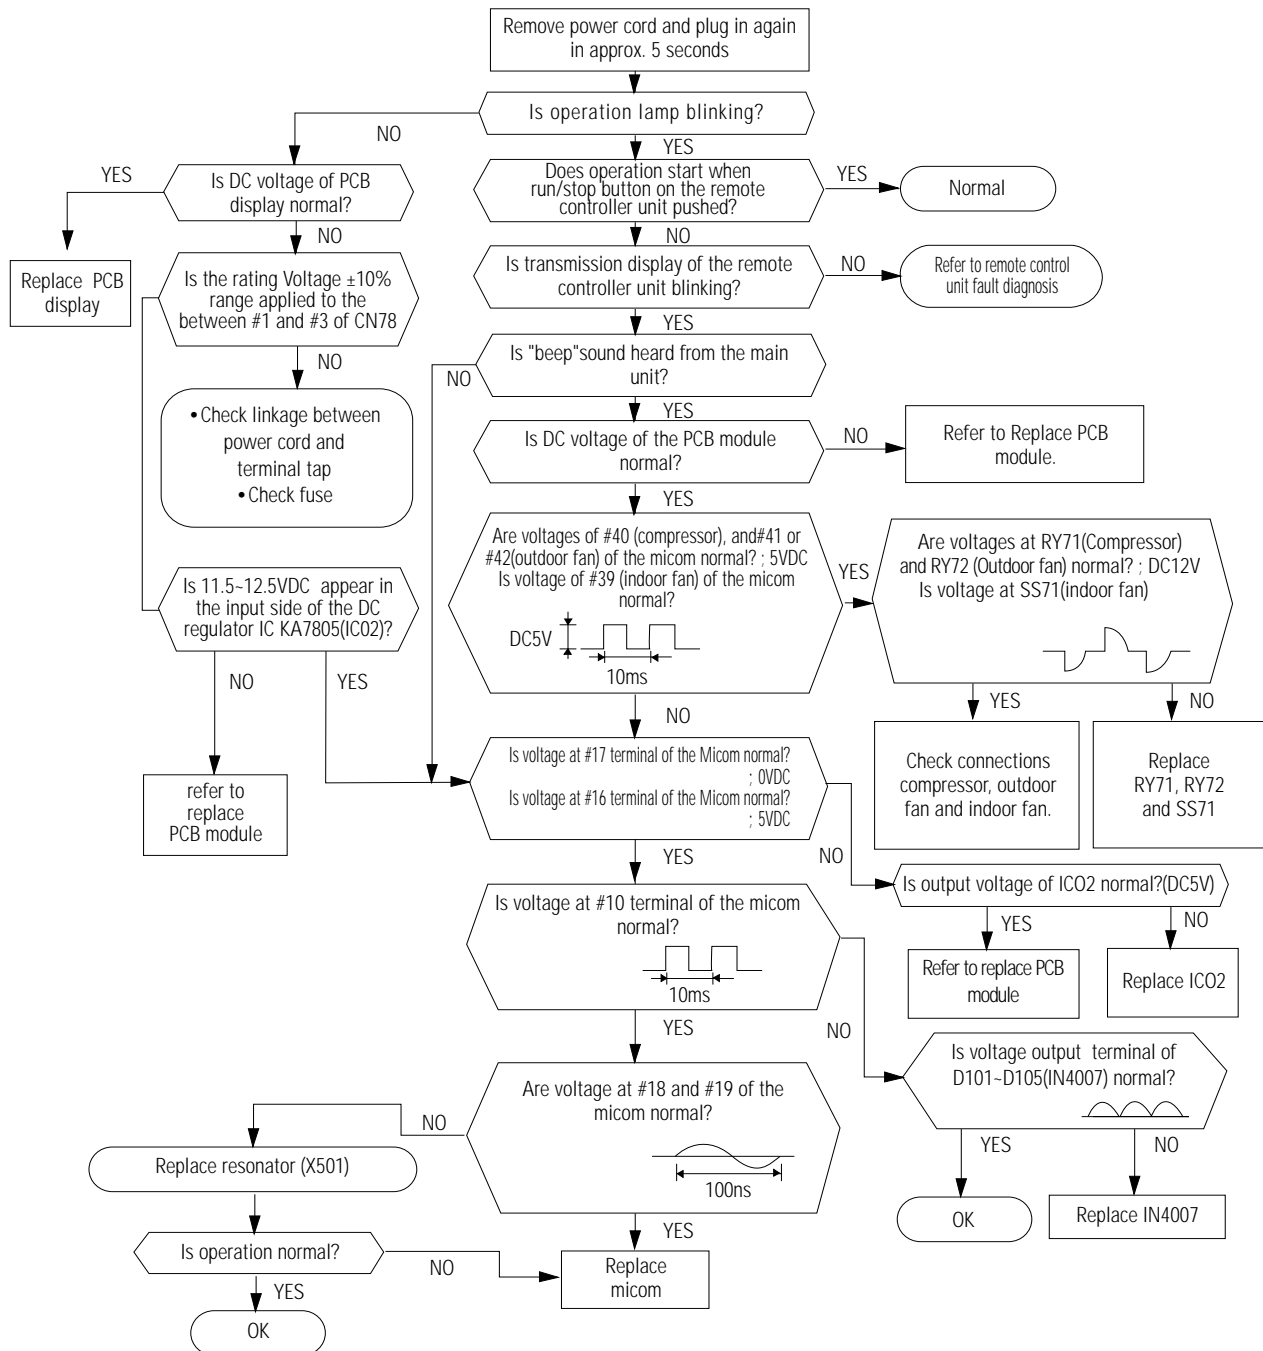 Remove power cord and plug in again
in approx. 5 seconds
Is operation lamp blinking?
NO
YES
YES
Is DC voltage of PCB
display normal?
Does operation start when
run/stop button on the remote
controller unit pushed?
YES
Normal
NO
NO
Replace PCB
display
Is the rating Voltage ±10%
range applied to the
between #1 and #3 of CN78
Is transmission display of the remote
controller unit blinking?
NO
Refer to remote control
unit fault diagnosis
YES
NO
Is "beep"sound heard from the main
unit?
NO
•Check linkage between
power cord and
terminal tap
•Check fuse
YES
Is DC voltage of the PCB module
normal?
NO
Refer to Replace PCB
module.
YES
Are voltages of #40 (compressor), and#41 or
#42(outdoor fan) of the micom normal? ; 5VDC
Is voltage of #39 (indoor fan) of the micom
normal?
DC5V
10ms
YES
Are voltages at RY71(Compressor)
and RY72 (Outdoor fan) normal? ; DC12V
Is voltage at SS71(indoor fan)
Is 11.5~12.5VDC appear in
the input side of the DC
regulator IC KA7805(IC02)?
NO
YES
NO
YES
NO
refer to
replace
PCB module
Is voltage at #17 terminal of the Micom normal?
; 0VDC
Is voltage at #16 terminal of the Micom normal?
; 5VDC
Check connections
compressor, outdoor
fan and indoor fan.
Replace
RY71, RY72
and SS71
YES
NO
Is output voltage of ICO2 normal?(DC5V)
YES
NO
Refer to replace PCB
module
Replace ICO2
Is voltage at #10 terminal of the micom
normal?
10ms
YES
NO
Is voltage output terminal of
D101~D105(IN4007) normal?
YES
NO
OK
Replace IN4007
Are voltage at #18 and #19 of the
micom normal?
100ns
NO
Replace resonator (X501)
YES
Is operation normal?
NO
Replace
micom
YES
OK